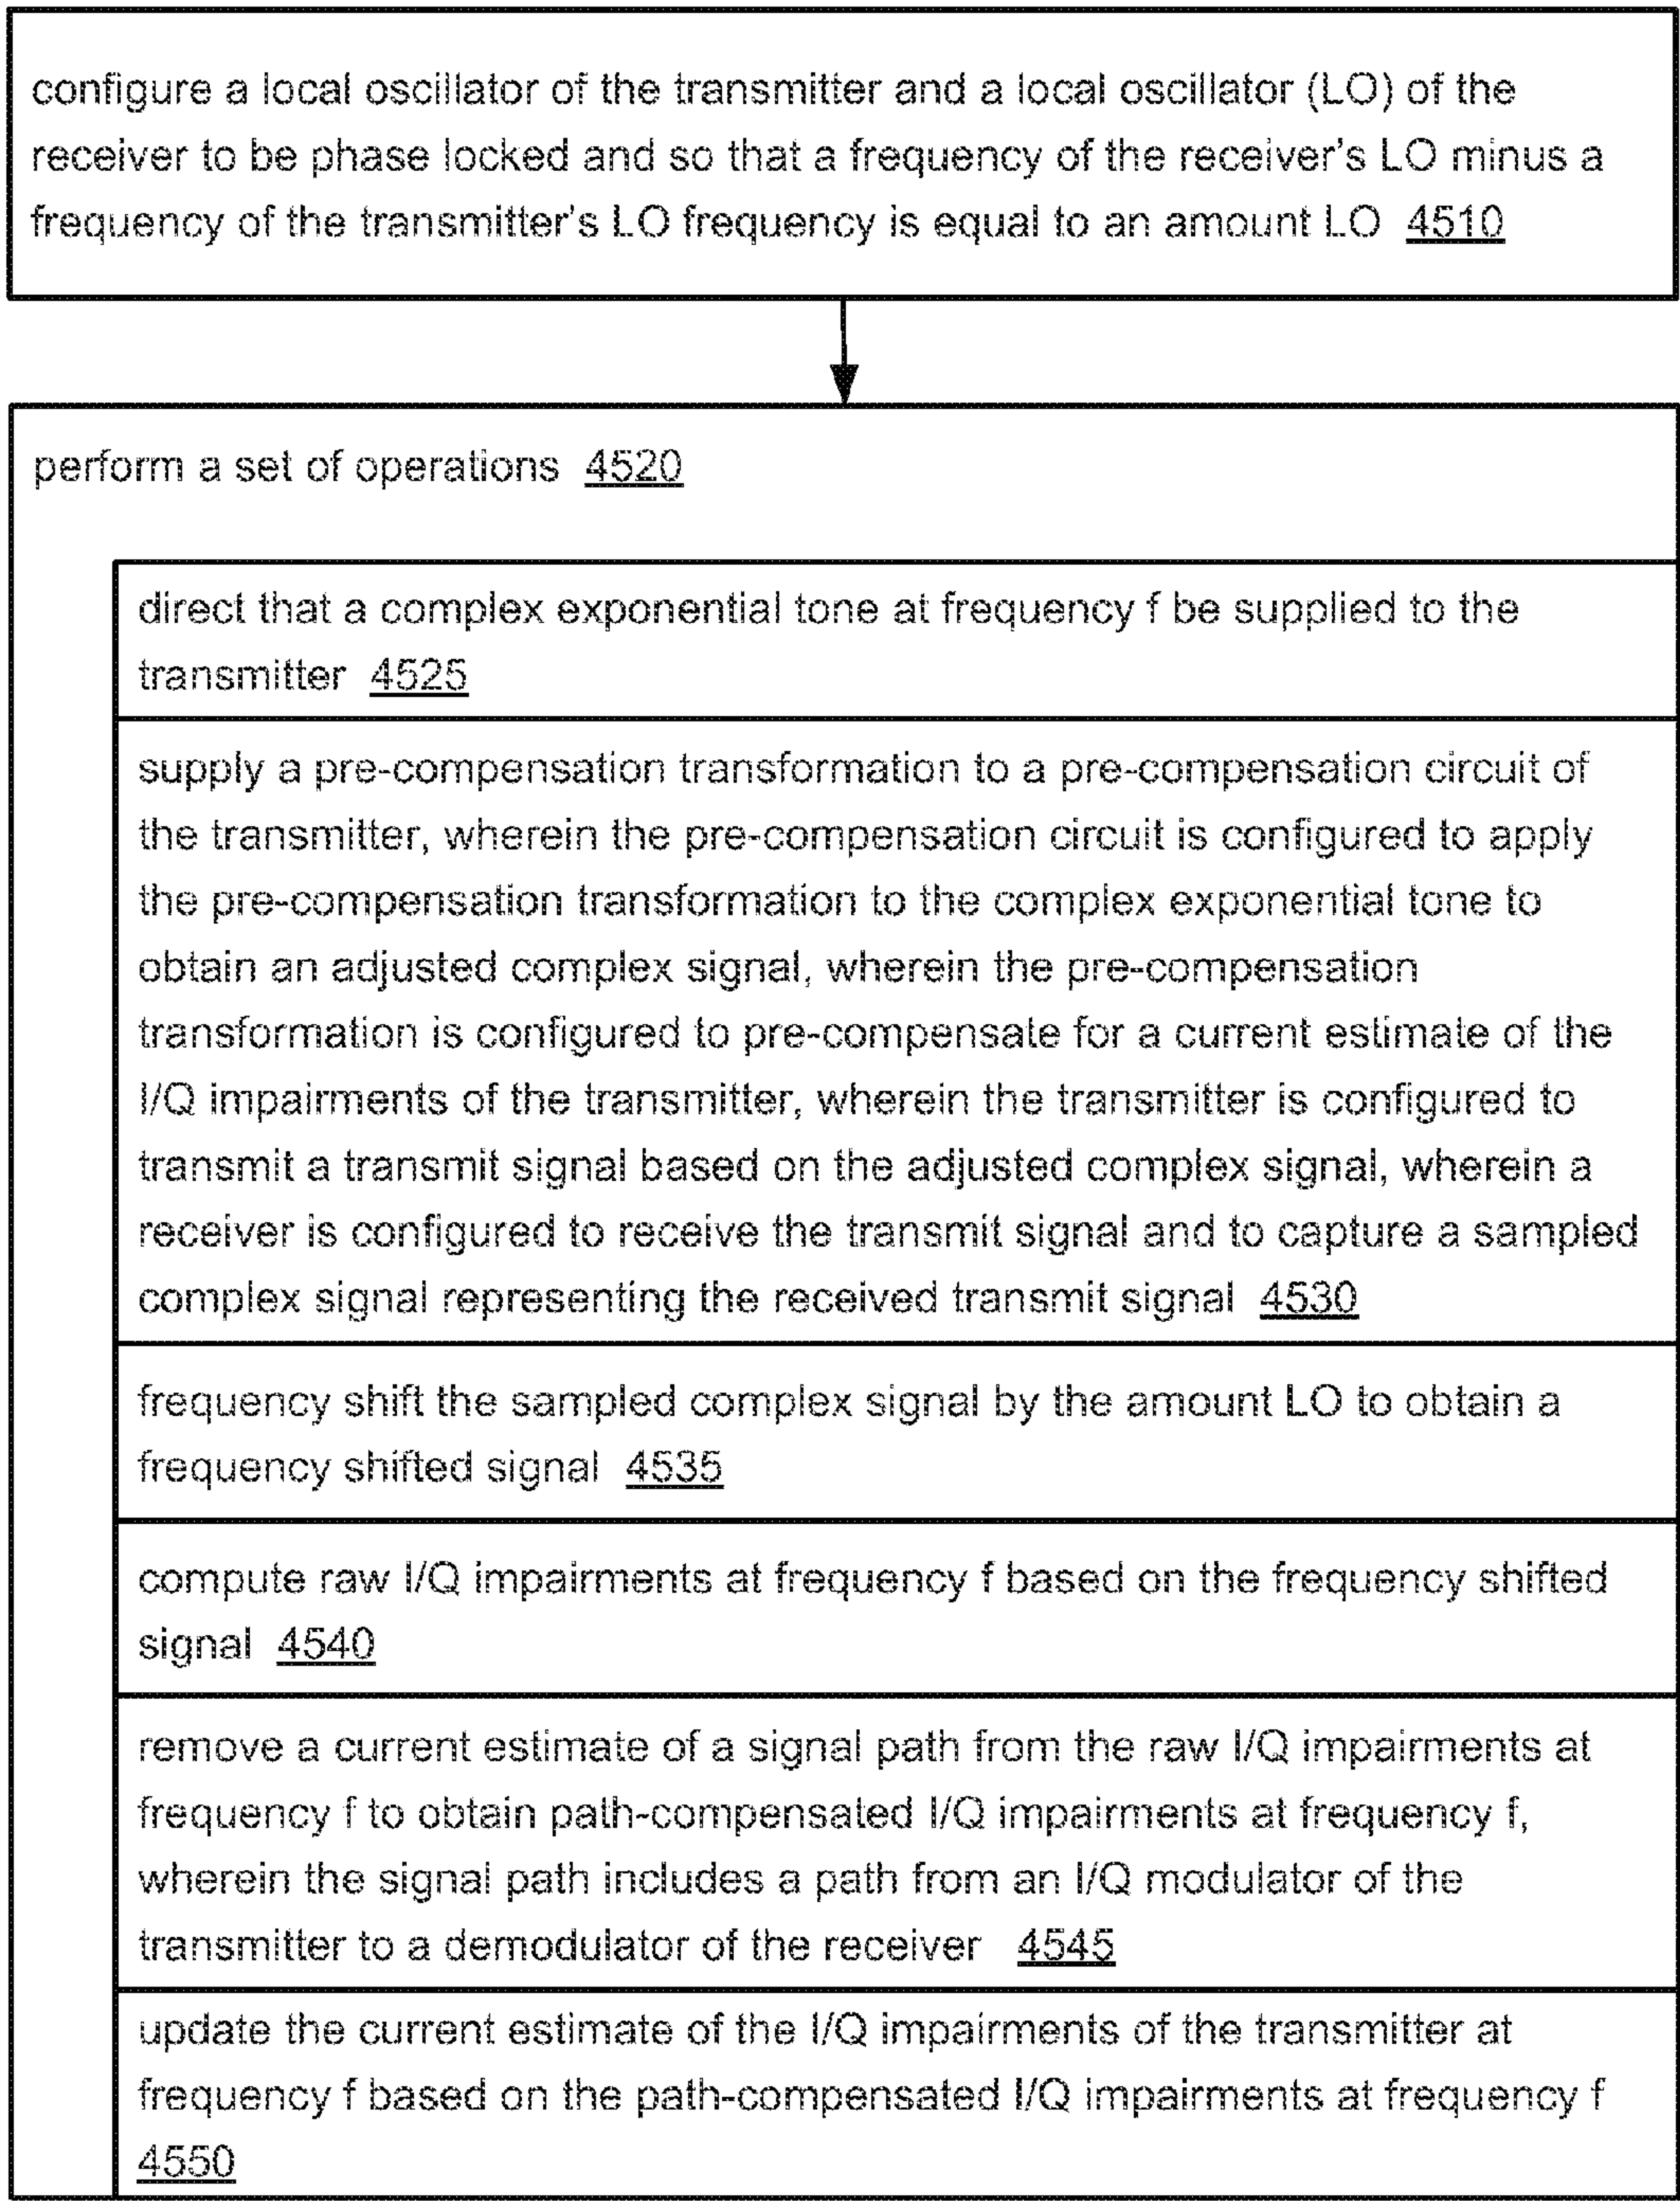 configure a local oscillator of the transmitter and a local oscillator (LO) of the
receiver to be phase locked and so that a frequency of the receiver's LO minus a
frequency of the transmitter's LO frequency is equal to an amount LO 4510
perform a set of operations 4520
direct that a complex exponential tone at frequency f be supplied to the
transmitter 4525
supply a pre-compensation transformation to a pre-compensation circuit of
the transmitter, wherein the pre-compensation circuit is configured to apply
the pre-compensation transformation to the complex exponential tone to
obtain an adjusted complex signal, wherein the pre-compensation
transformation is configured to pre-compensate for a current estimate of the
I/Q impairments of the transmitter, wherein the transmitter is configured to
transmit a transmit signal based on the adjusted complex signal, wherein a
receiver is configured to receive the transmit signal and to capture a sampled
complex signal representing the received transmit signal 4530
frequency shift the sampled complex signal by the amount LO to obtain a
frequency shifted signal 4535
compute raw I/Q impairments at frequency f based on the frequency shifted
signal 4540
remove a current estimate of a signal path from the raw I/Q impairments at
frequency f to obtain path-compensated I/Q impairments at frequency f,
wherein the signal path includes a path from an I/Q modulator of the
transmitter to a demodulator of the receiver 4545
update the current estimate of the I/Q impairments of the transmitter at
frequency f based on the path-compensated I/Q impairments at frequency f
4550